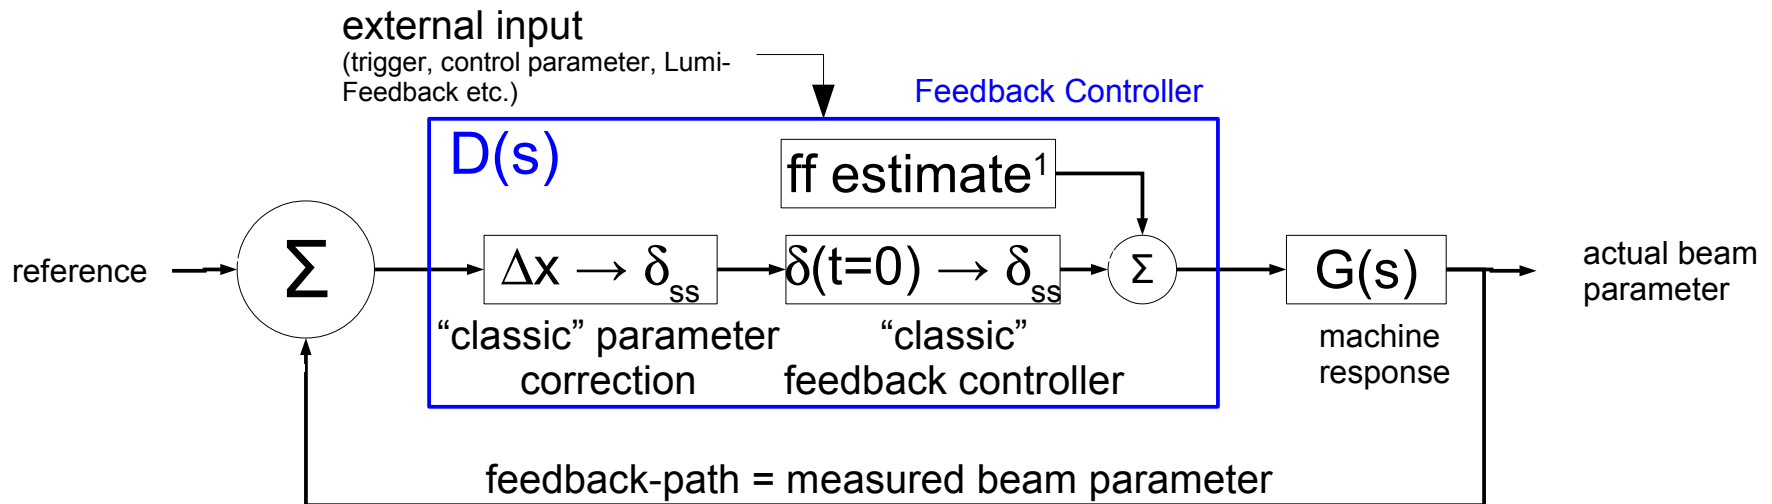 external input
(trigger, control parameter, Lumi-
Feedback etc.)
Feedback Controller
D(s)
ff estimate¹
reference
Σ
Δx → δss
δ(t=0) → δss
Σ
G(s)
actual beam
parameter
“classic” parameter
correction
“classic”
feedback controller
machine
response
feedback-path = measured beam parameter